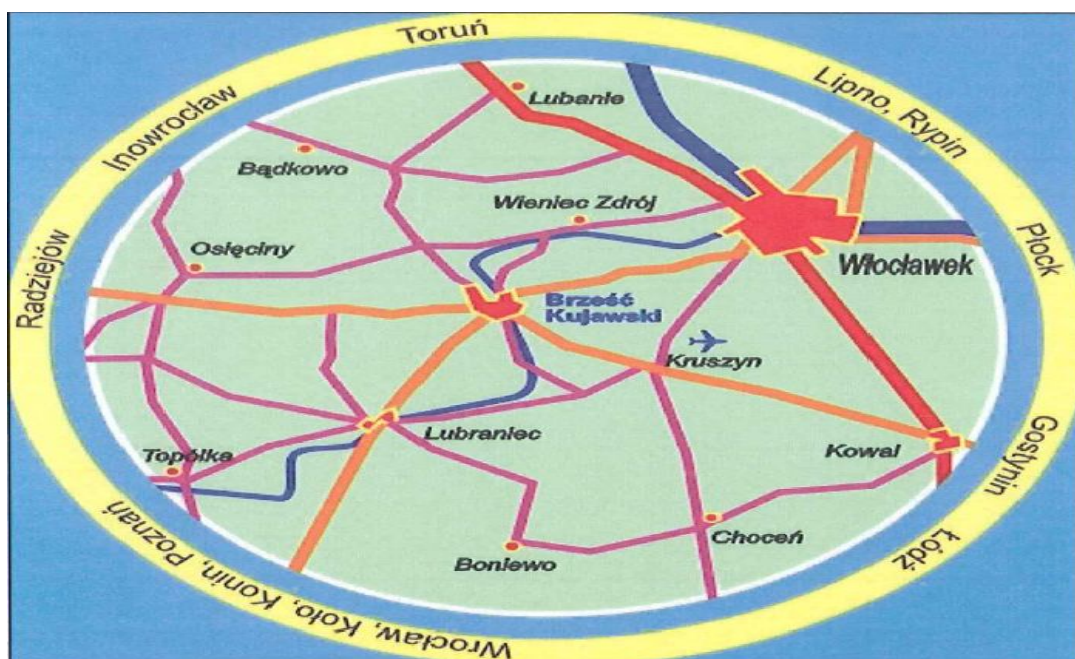 Toruń
Lipno, Rypin
Inowrocław
Płock
Radziejów
Gostynin
Łódź
Wrocław, Koło, Konin, Poznań
Lubanie
Bądkowo
Wieniec Zdrój
Osięciny
Włocławek
Brześć
Kujawski
Kruszyn
Lubraniec
Kowal
Topólka
Choceń
Boniewo